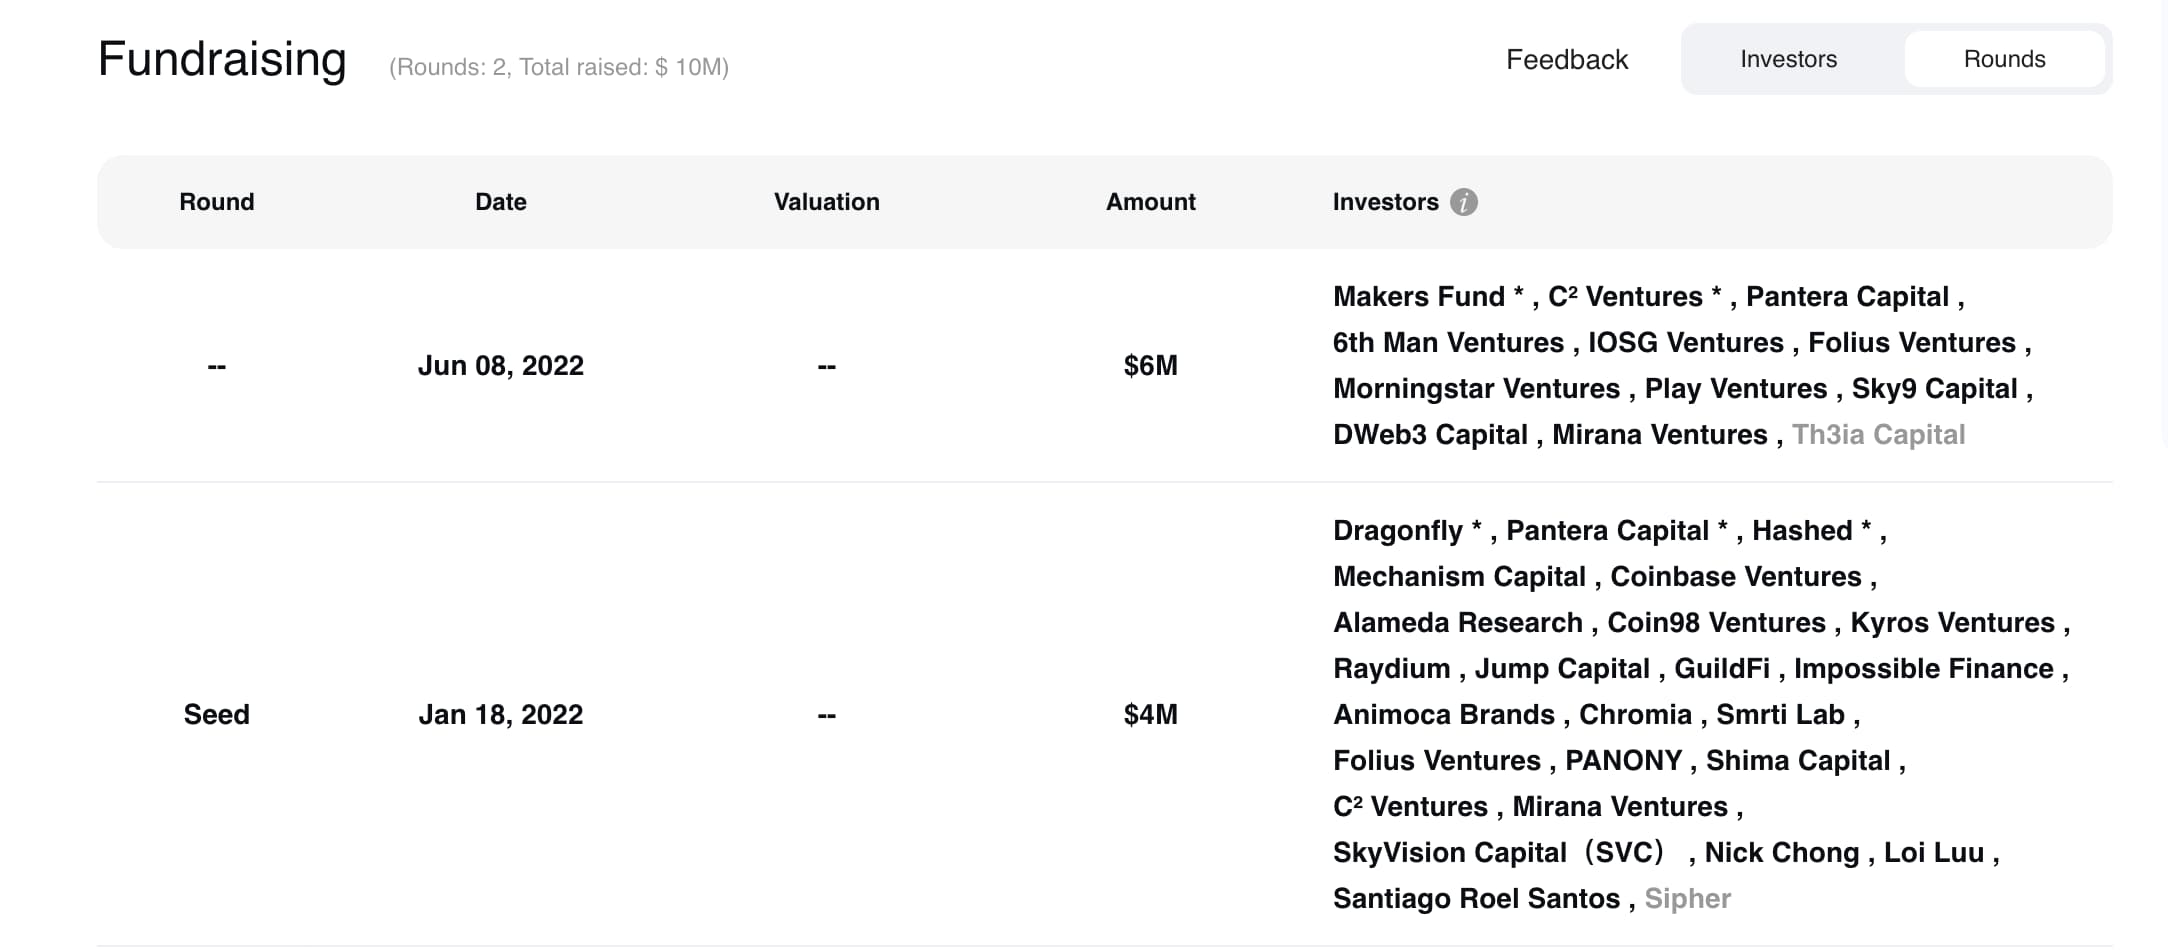 Fundraising (Rounds: 2, Total raised: $ 10M) Feedback Investors Rounds
Round Date Valuation Amount Investors i
Makers Fund * , C² Ventures * , Pantera Capital ,
6th Man Ventures , IOSG Ventures , Folius Ventures ,
-- Jun 08, 2022 -- $6M
Morningstar Ventures , Play Ventures , Sky9 Capital ,
DWeb3 Capital , Mirana Ventures , Th3ia Capital
Dragonfly * , Pantera Capital * , Hashed * ,
Mechanism Capital , Coinbase Ventures ,
Alameda Research , Coin98 Ventures , Kyros Ventures ,
Raydium , Jump Capital , GuildFi , Impossible Finance ,
Seed Jan 18, 2022 -- $4M Animoca Brands , Chromia , Smrti Lab ,
Folius Ventures , PANONY , Shima Capital ,
C² Ventures , Mirana Ventures ,
SkyVision Capital（SVC） , Nick Chong , Loi Luu ,
Santiago Roel Santos , Sipher